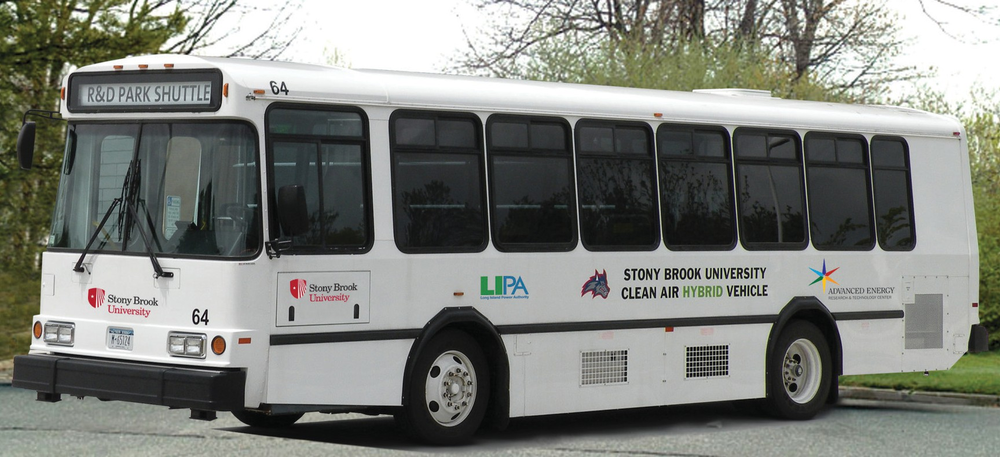 R&D PARK SHUTTLE
64
Stony Brook
University
64
M·65124
Stony Brook
University
LIPA
Long Island Power Authority
STONY BROOK UNIVERSITY
CLEAN AIR HYBRID VEHICLE
ADVANCED ENERGY
RESEARCH & TECHNOLOGY CENTER